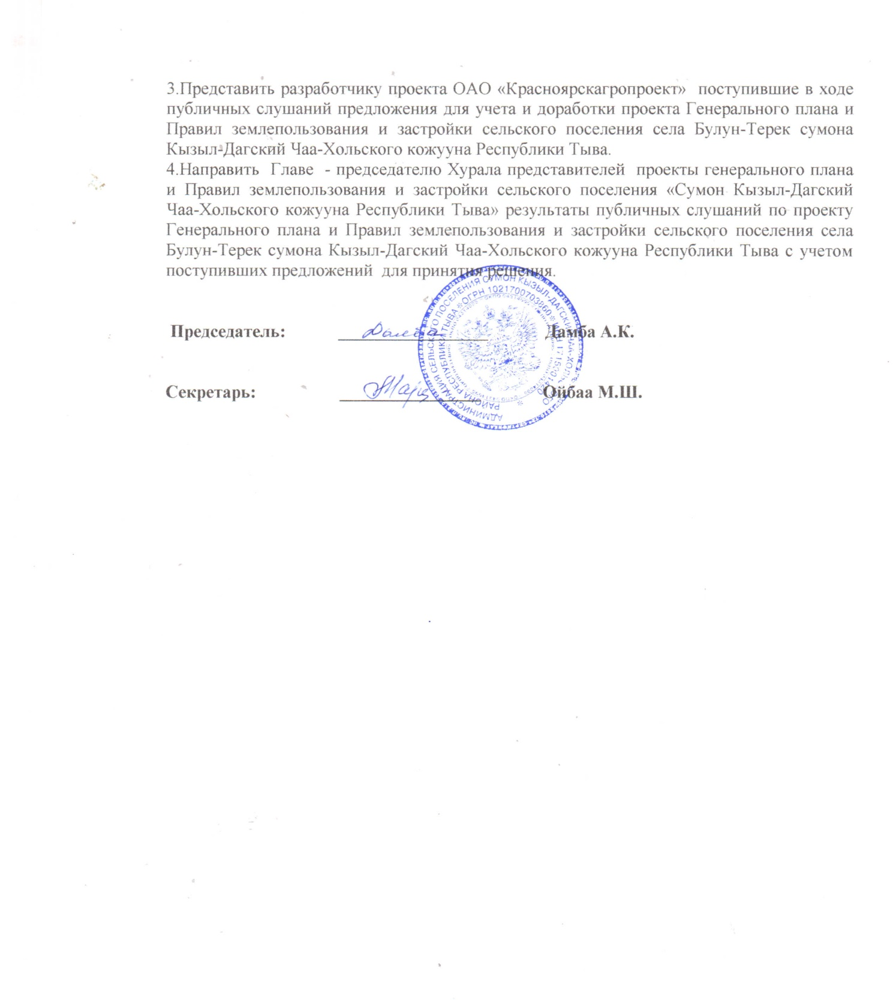 3.Представить разработчику проекта ОАО «Красноярскагропроект» поступившие в ходе
публичных слушаний предложения для учета и доработки проекта Генерального плана и
Правил землепользования и застройки сельского поселения села Булун-Терек сумона
Кызыл-Дагский Чаа-Хольского кожууна Республики Тыва.
4.Направить Главе - председателю Хурала представителей проекты генерального плана
и Правил землепользования и застройки сельского поселения «Сумон Кызыл-Дагский
Чаа-Хольского кожууна Республики Тыва» результаты публичных слушаний по проекту
Генерального плана и Правил землепользования и застройки сельского поселения села
Булун-Терек сумона Кызыл-Дагский Чаа-Хольского кожууна Республики Тыва с учетом
поступивших предложений для принятия решения.
Председатель: Дамба А.К.
Секретарь: Ойбаа М.Ш.
АДМИНИСТРАЦИЯ СЕЛЬСКОГО ПОСЕЛЕНИЯ СУМОН КЫЗЫЛ-ДАГСКИЙ ЧАА-ХОЛЬСКОГО
РАЙОНА РЕСПУБЛИКИ ТЫВА * ОГРН 1021700703860 *